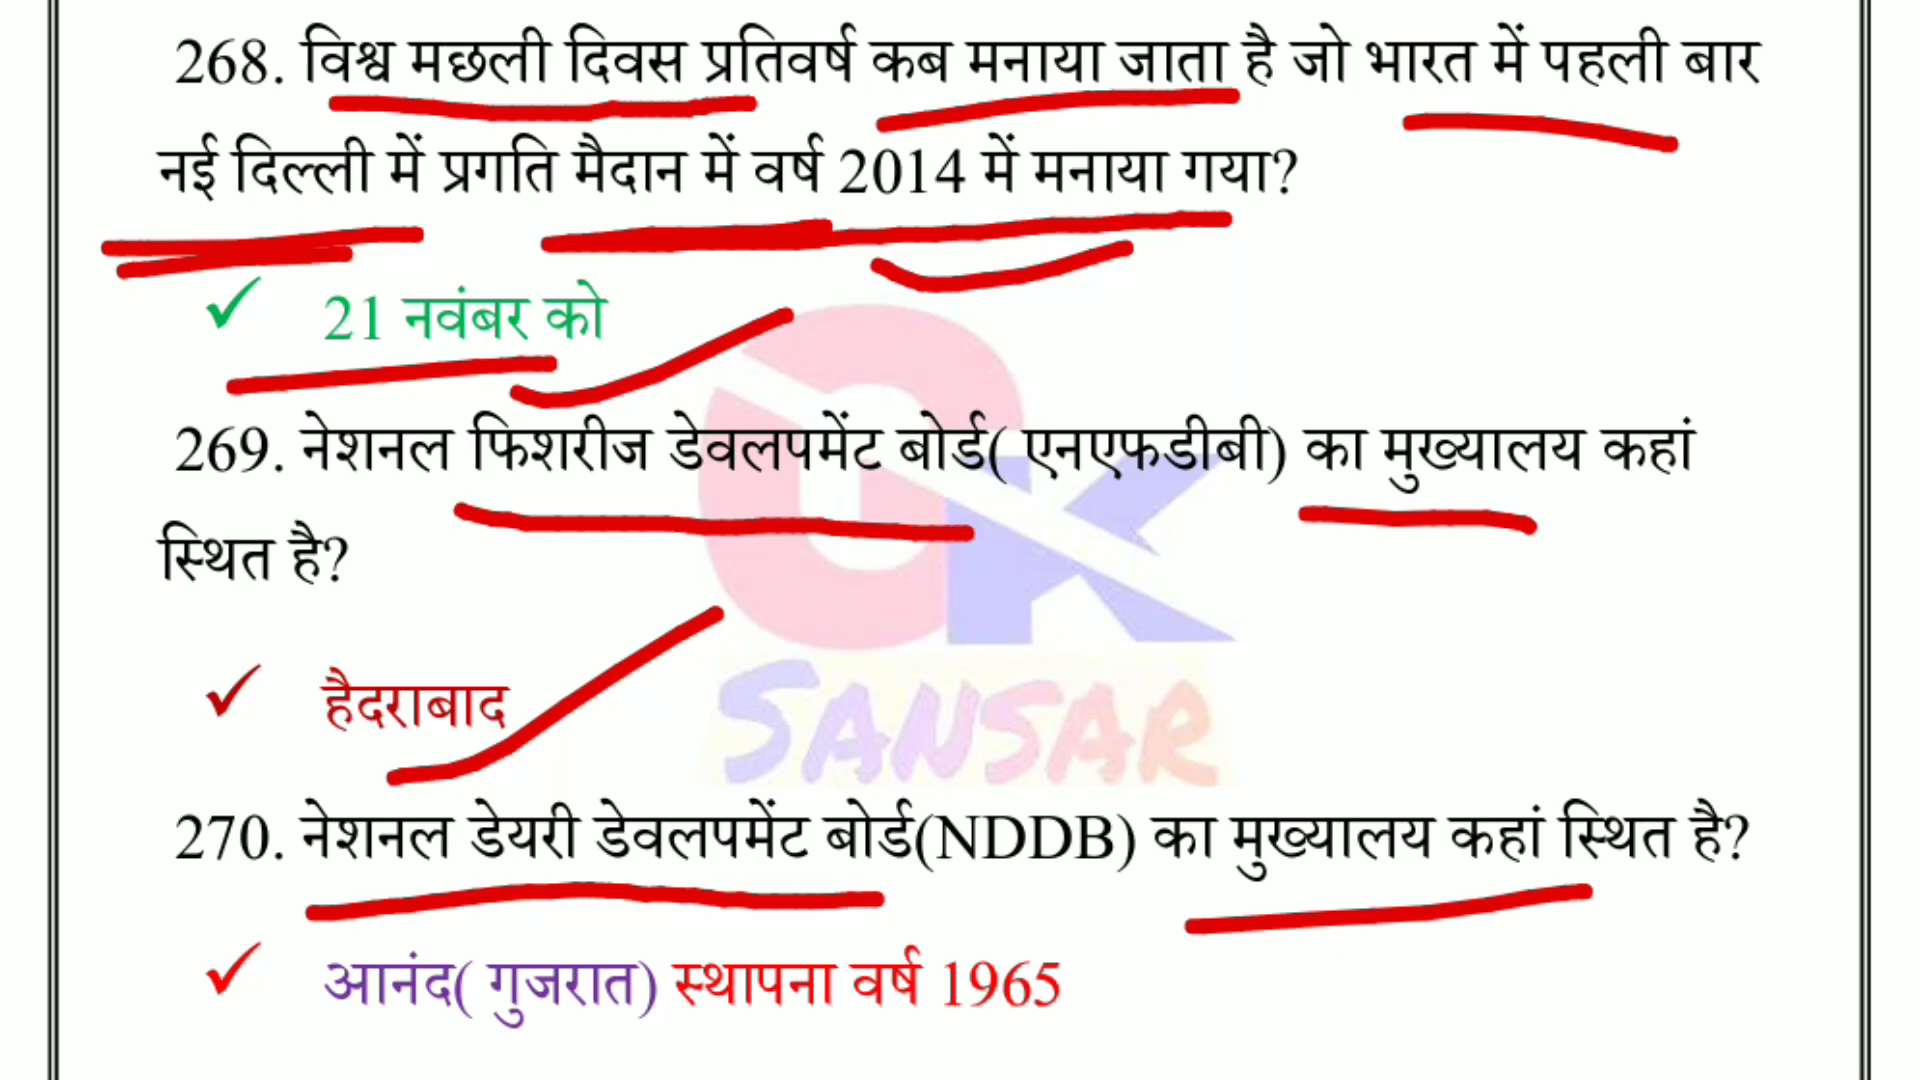 268. विश्व मछली दिवस प्रतिवर्ष कब मनाया जाता है जो भारत में पहली बार
नई दिल्ली में प्रगति मैदान में वर्ष 2014 में मनाया गया?
✓ 21 नवंबर को
269. नेशनल फिशरीज डेवलपमेंट बोर्ड( एनएफडीबी) का मुख्यालय कहां
स्थित है?
✓ हैदराबाद
GK
SANSAR
270. नेशनल डेयरी डेवलपमेंट बोर्ड(NDDB) का मुख्यालय कहां स्थित है?
✓ आनंद( गुजरात) स्थापना वर्ष 1965